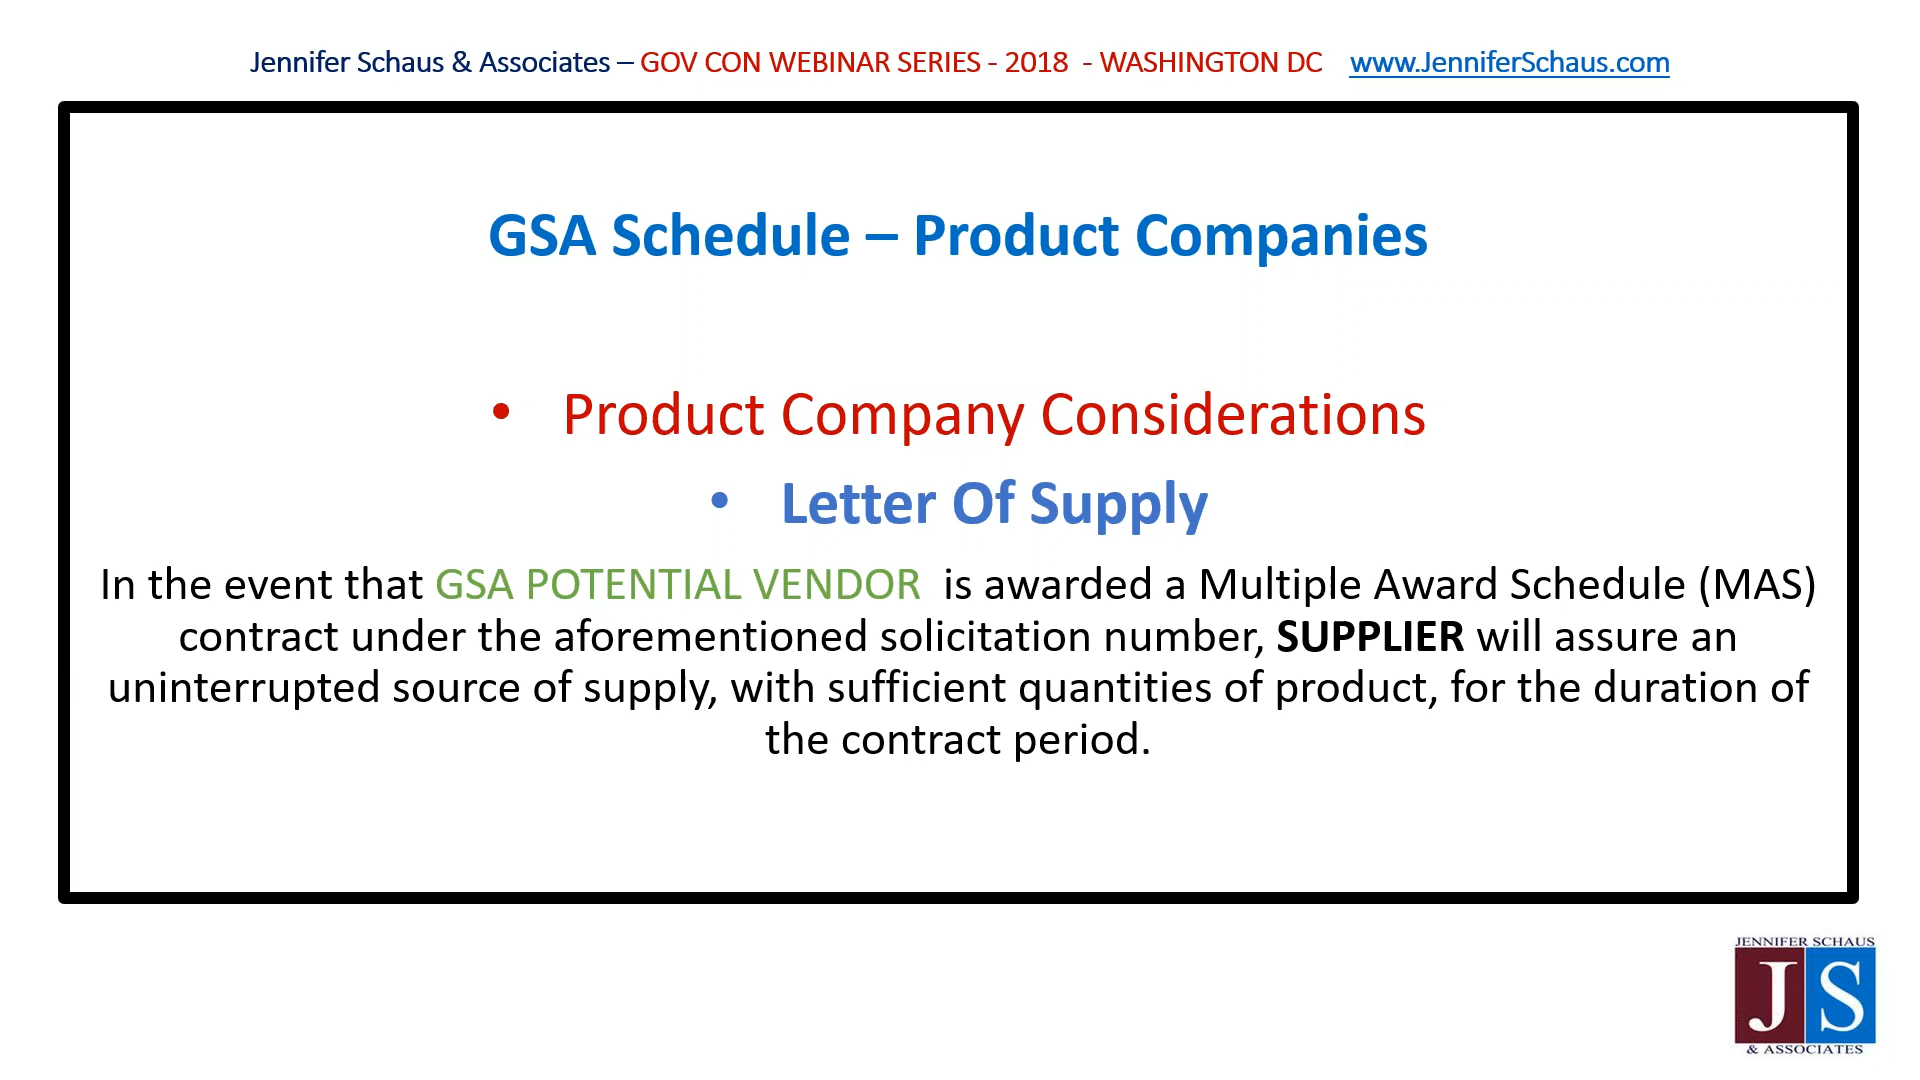 Jennifer Schaus & Associates – GOV CON WEBINAR SERIES - 2018 - WASHINGTON DC www.JenniferSchaus.com
GSA Schedule – Product Companies
• Product Company Considerations
• Letter Of Supply
In the event that GSA POTENTIAL VENDOR is awarded a Multiple Award Schedule (MAS)
contract under the aforementioned solicitation number, SUPPLIER will assure an
uninterrupted source of supply, with sufficient quantities of product, for the duration of
the contract period.
JENNIFER SCHAUS
JS
& ASSOCIATES